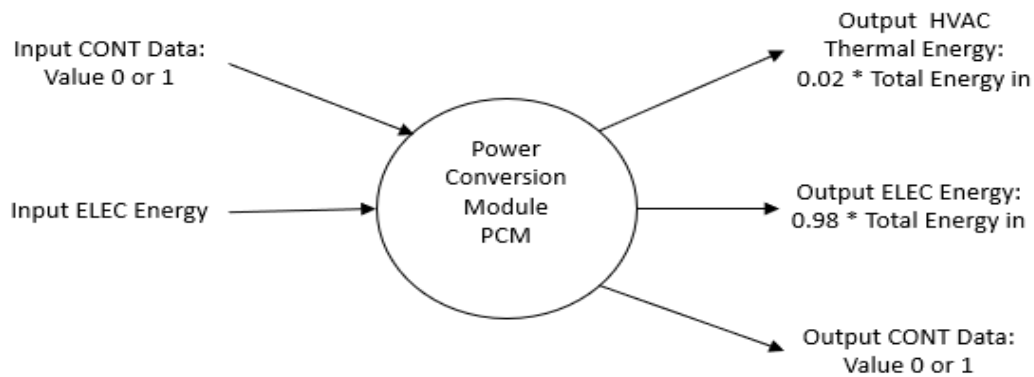 Input CONT Data:
Value 0 or 1
Input ELEC Energy
Power
Conversion
Module
PCM
Output HVAC
Thermal Energy:
0.02 * Total Energy in
Output ELEC Energy:
0.98 * Total Energy in
Output CONT Data:
Value 0 or 1